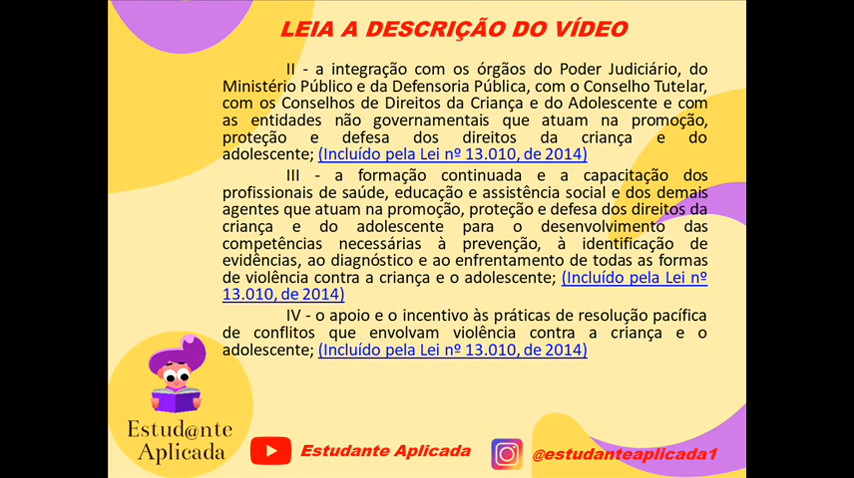 LEIA A DESCRIÇÃO DO VÍDEO
II - a integração com os órgãos do Poder Judiciário, do
Ministério Público e da Defensoria Pública, com o Conselho Tutelar,
com os Conselhos de Direitos da Criança e do Adolescente e com
as entidades não governamentais que atuam na promoção,
proteção e defesa dos direitos da criança e do
adolescente; (Incluído pela Lei nº 13.010, de 2014)
III - a formação continuada e a capacitação dos
profissionais de saúde, educação e assistência social e dos demais
agentes que atuam na promoção, proteção e defesa dos direitos da
criança e do adolescente para o desenvolvimento das
competências necessárias à prevenção, à identificação de
evidências, ao diagnóstico e ao enfrentamento de todas as formas
de violência contra a criança e o adolescente; (Incluído pela Lei nº
13.010, de 2014)
IV - o apoio e o incentivo às práticas de resolução pacífica
de conflitos que envolvam violência contra a criança e o
adolescente; (Incluído pela Lei nº 13.010, de 2014)
Estud@nte
Aplicada
Estudante Aplicada
@estudanteaplicada1